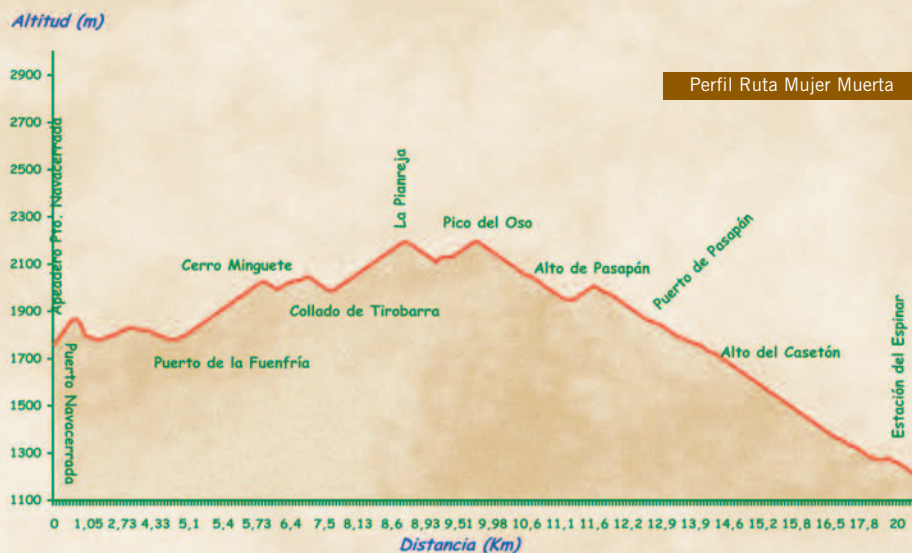 Altitud (m)
Perfil Ruta Mujer Muerta
2900
2700
2500
2300
2100
1900
1700
1500
1300
1100
Apeadero Pto. Navacerrada
Puerto Navacerrada
Puerto de la Fuenfría
Cerro Minguete
Collado de Tirobarra
La Pianreja
Pico del Oso
Alto de Pasapán
Puerto de Pasapán
Alto del Casetón
Estación del Espinar
0 1,05 2,73 4,33 5,1 5,4 5,73 6,4 7,5 8,13 8,6 8,93 9,51 9,98 10,6 11,1 11,6 12,2 12,9 13,9 14,6 15,2 15,8 16,5 17,8 20
Distancia (Km)